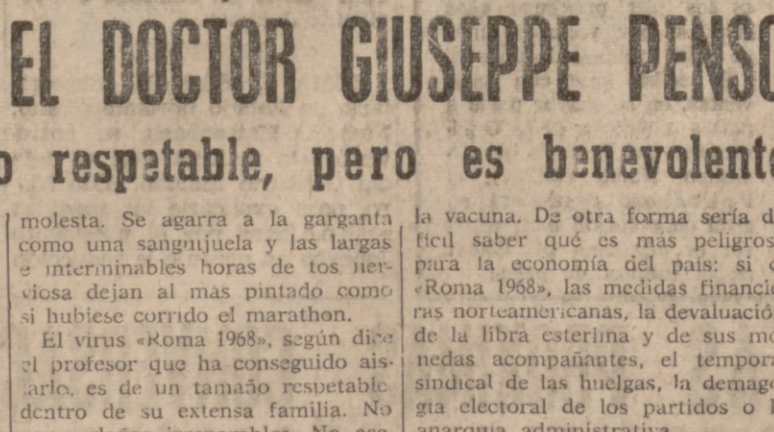 EL DOCTOR GIUSEPPE PENSO
respetable, pero es benevolente
molesta. Se agarra a la garganta
como una sanguijuela y las largas
e interminables horas de tos ner-
viosa dejan al más pintado como
si hubiese corrido el marathon.
El virus «Roma 1968», según dice
el profesor que ha conseguido ais-
larlo, es de un tamaño respetable
dentro de su extensa familia. No
la vacuna. De otra forma sería di
fícil saber qué es más peligros
para la economía del país: si
«Roma 1968», las medidas financie
ras norteamericanas, la devaluació
de la libra esterlina y de sus mo
nedas acompañantes, el tempora
sindical de las huelgas, la demago
gia electoral de los partidos o l
anarquía administrativa